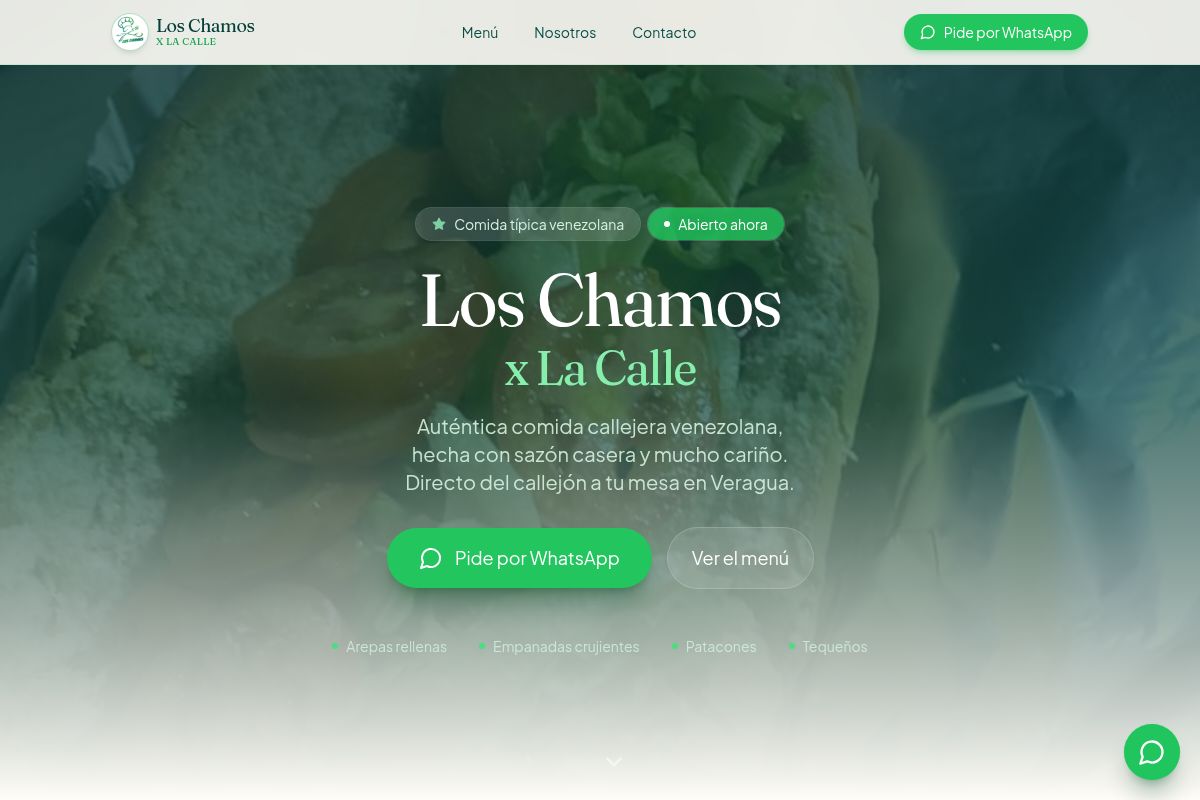 Los Chamos
X LA CALLE
Menú
Nosotros
Contacto
Pide por WhatsApp
Comida típica venezolana
Abierto ahora
Los Chamos
x La Calle
Auténtica comida callejera venezolana,
hecha con sazón casera y mucho cariño.
Directo del callejón a tu mesa en Veragua.
Pide por WhatsApp
Ver el menú
Arepas rellenas
Empanadas crujientes
Patacones
Tequeños